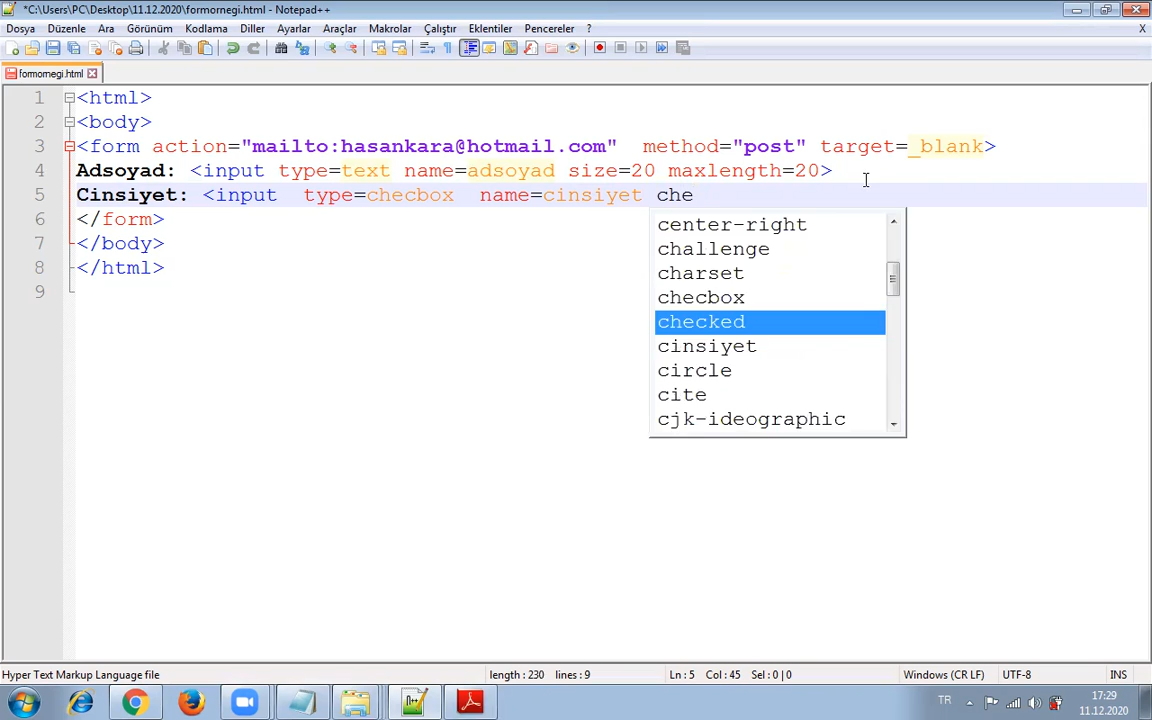 *C:\Users\PC\Desktop\11.12.2020\formornegi.html - Notepad++
Dosya Düzenle Ara Görünüm Kodlama Diller Ayarlar Araçlar Makrolar Çalıştır Eklentiler Pencereler ? X
formornegi.html
1 <html>
2 <body>
3 <form action="mailto:hasankara@hotmail.com" method="post" target=_blank>
4 Adsoyad: <input type=text name=adsoyad size=20 maxlength=20>
5 Cinsiyet: <input type=checbox name=cinsiyet che
6 </form>
7 </body>
8 </html>
9
center-right
challenge
charset
checbox
checked
cinsiyet
circle
cite
cjk-ideographic
Hyper Text Markup Language file length : 230 lines : 9 Ln : 5 Col : 45 Sel : 0 | 0 Windows (CR LF) UTF-8 INS
TR 17:29
11.12.2020